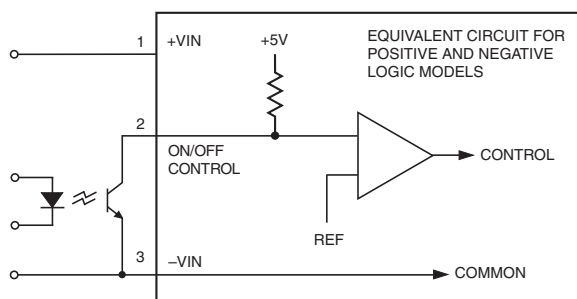 EQUIVALENT CIRCUIT FOR
POSITIVE AND NEGATIVE
LOGIC MODELS
1
+VIN
+5V
2
ON/OFF
CONTROL
CONTROL
REF
3
–VIN
COMMON